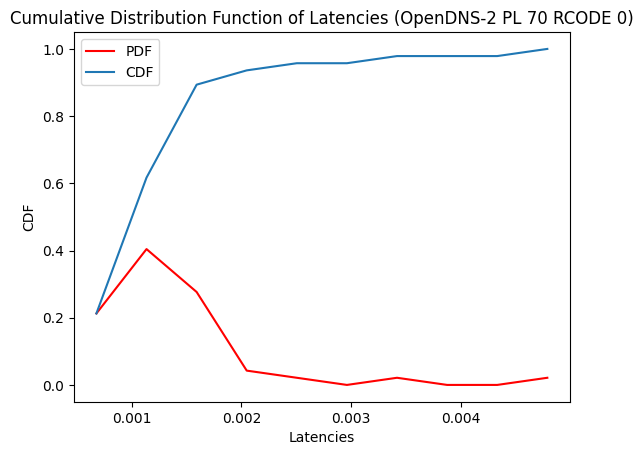 Cumulative Distribution Function of Latencies (OpenDNS-2 PL 70 RCODE 0)
PDF
CDF
1.0
0.8
0.6
0.4
0.2
0.0
CDF
0.001
0.002
0.003
0.004
Latencies